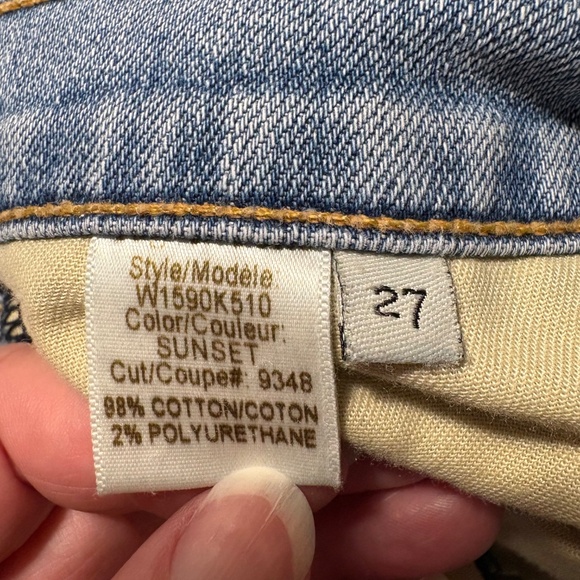 Style/Modele
W1590K510
Color/Couleur:
SUNSET
Cut/Coupe#: 9348
98% COTTON/COTON
2% POLYURETHANE
27